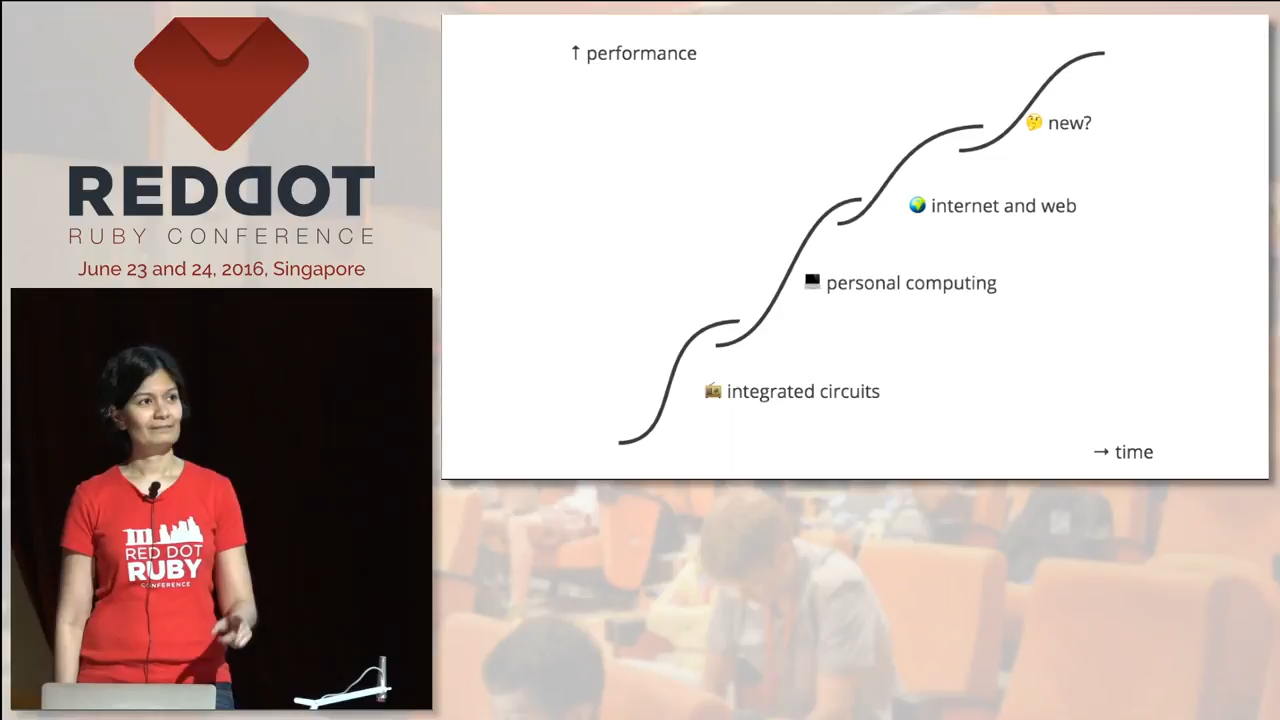 REDDOT
RUBY CONFERENCE
June 23 and 24, 2016, Singapore
RED DOT
RUBY
CONFERENCE
↑ performance
🤔 new?
🌍 internet and web
💻 personal computing
📻 integrated circuits
→ time